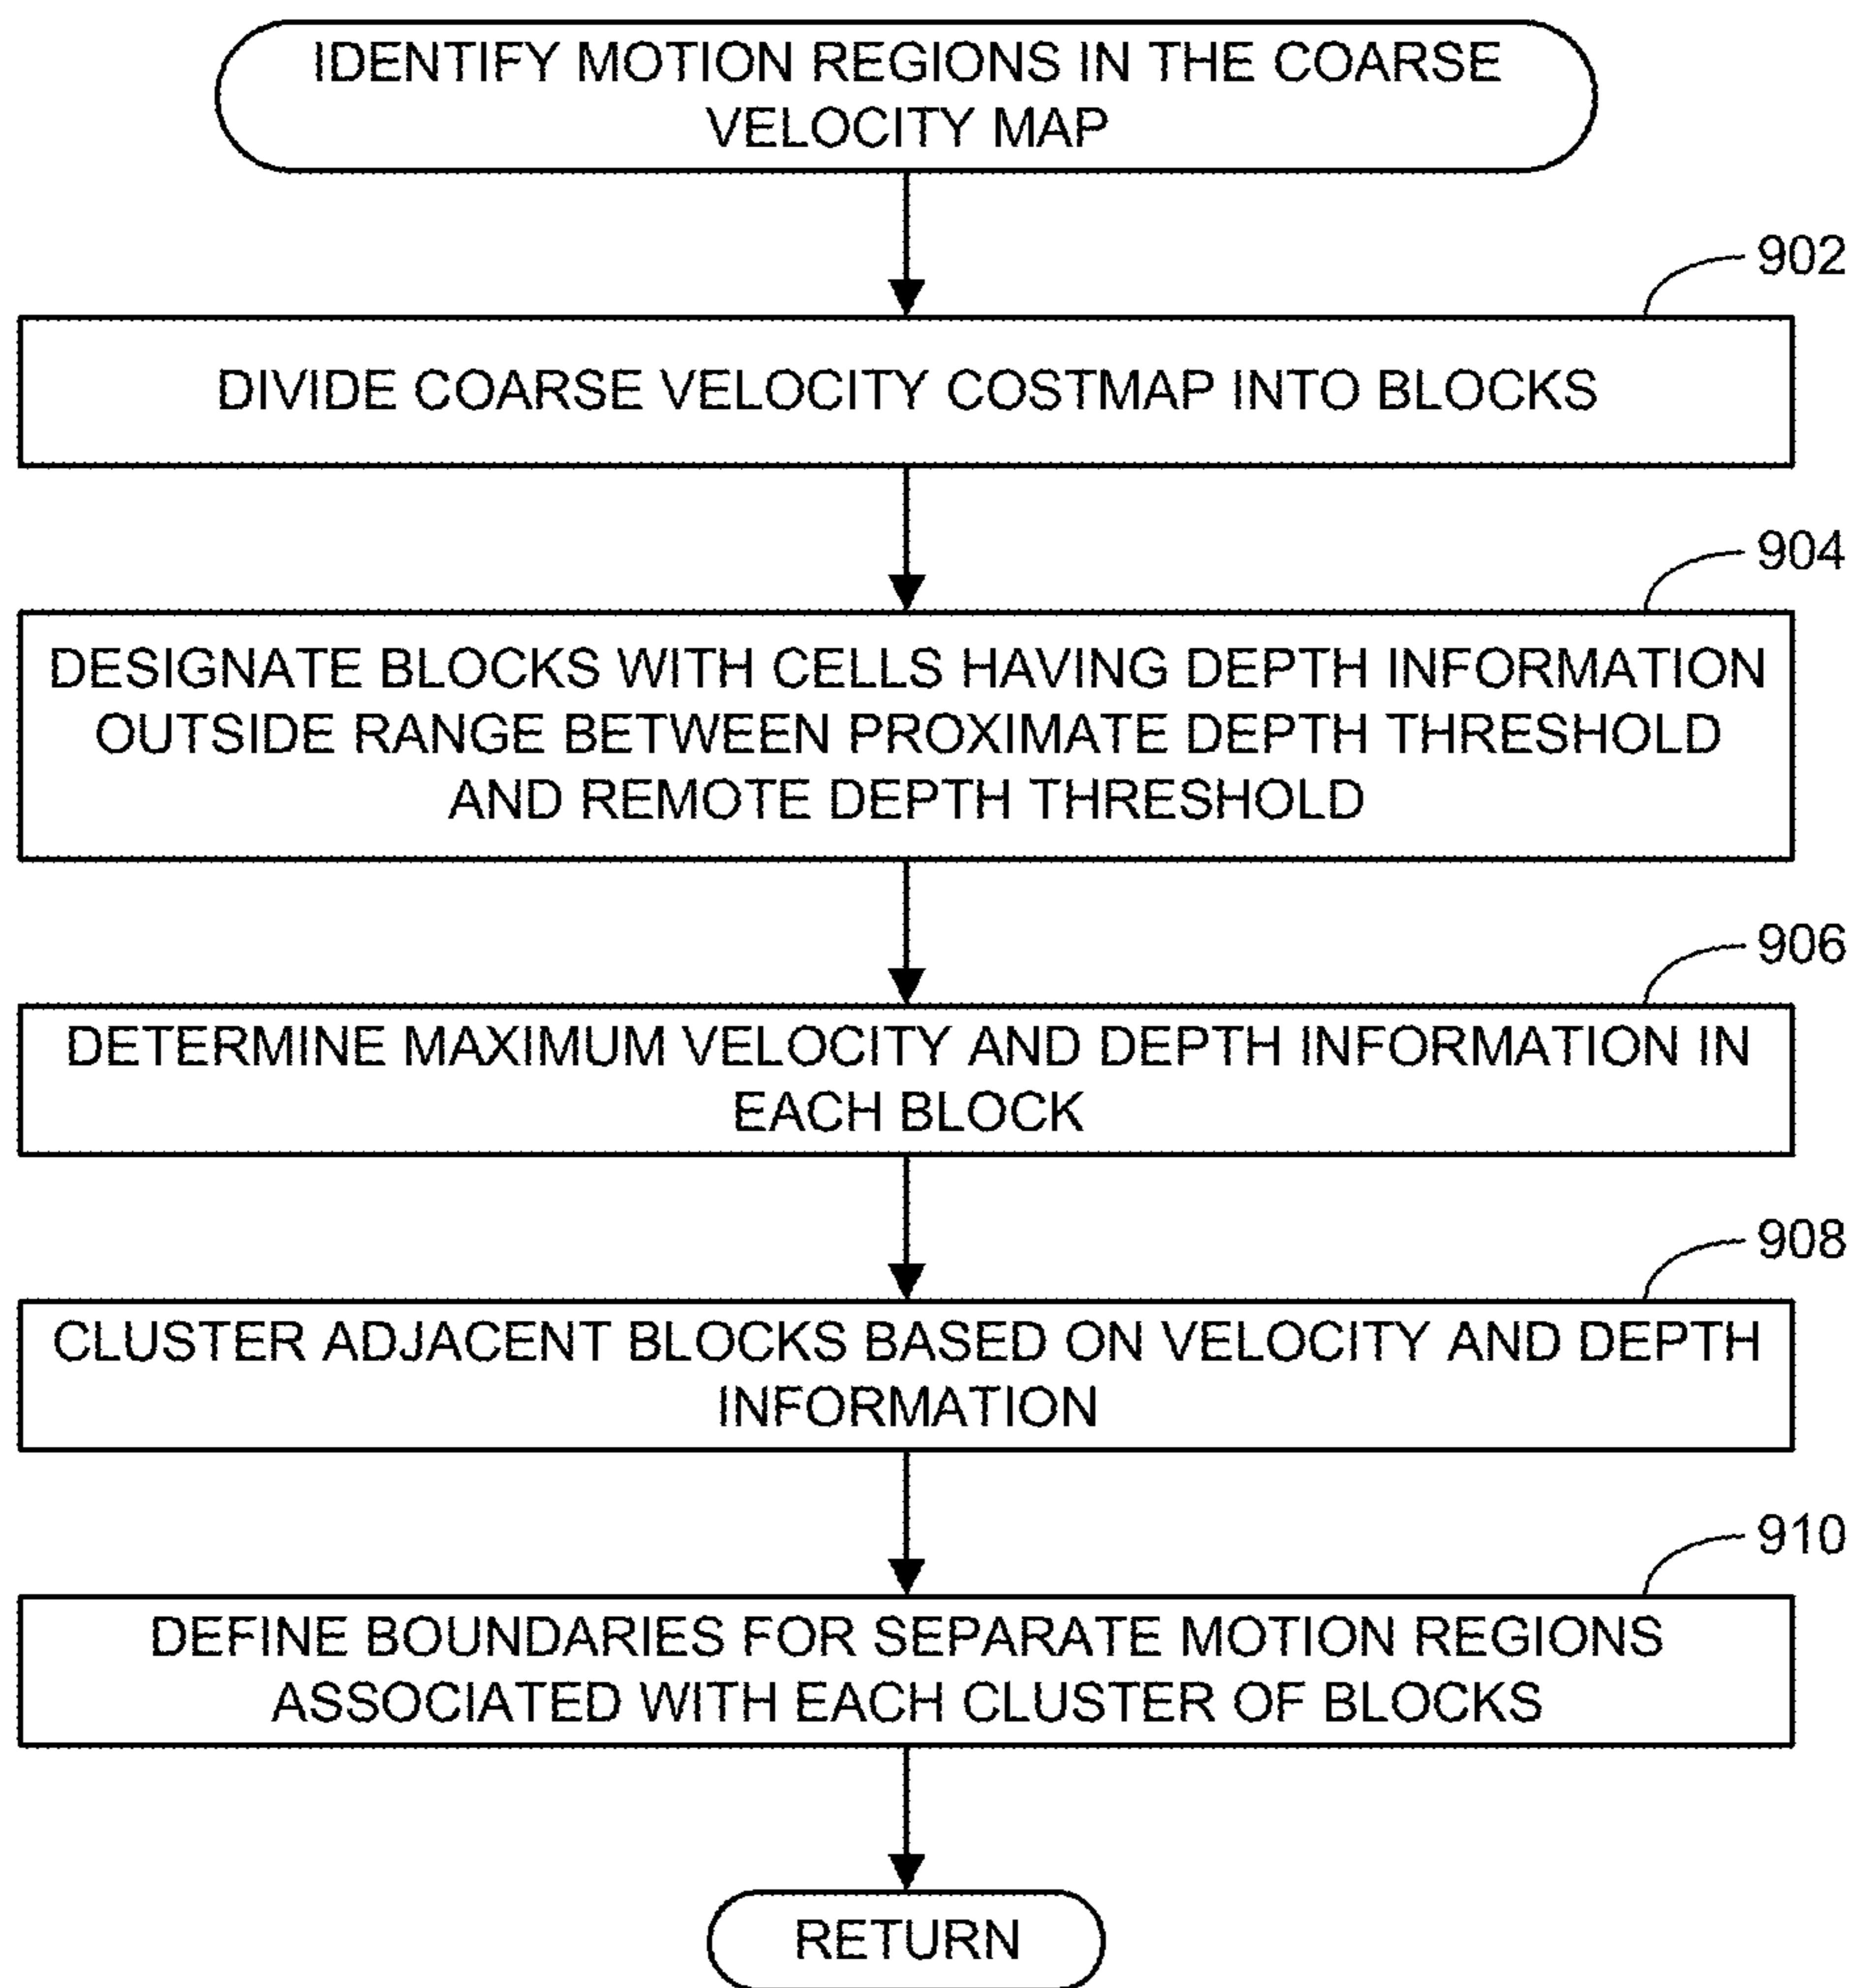 IDENTIFY MOTION REGIONS IN THE COARSE
VELOCITY MAP
902
DIVIDE COARSE VELOCITY COSTMAP INTO BLOCKS
904
DESIGNATE BLOCKS WITH CELLS HAVING DEPTH INFORMATION
OUTSIDE RANGE BETWEEN PROXIMATE DEPTH THRESHOLD
AND REMOTE DEPTH THRESHOLD
906
DETERMINE MAXIMUM VELOCITY AND DEPTH INFORMATION IN
EACH BLOCK
908
CLUSTER ADJACENT BLOCKS BASED ON VELOCITY AND DEPTH
INFORMATION
910
DEFINE BOUNDARIES FOR SEPARATE MOTION REGIONS
ASSOCIATED WITH EACH CLUSTER OF BLOCKS
RETURN